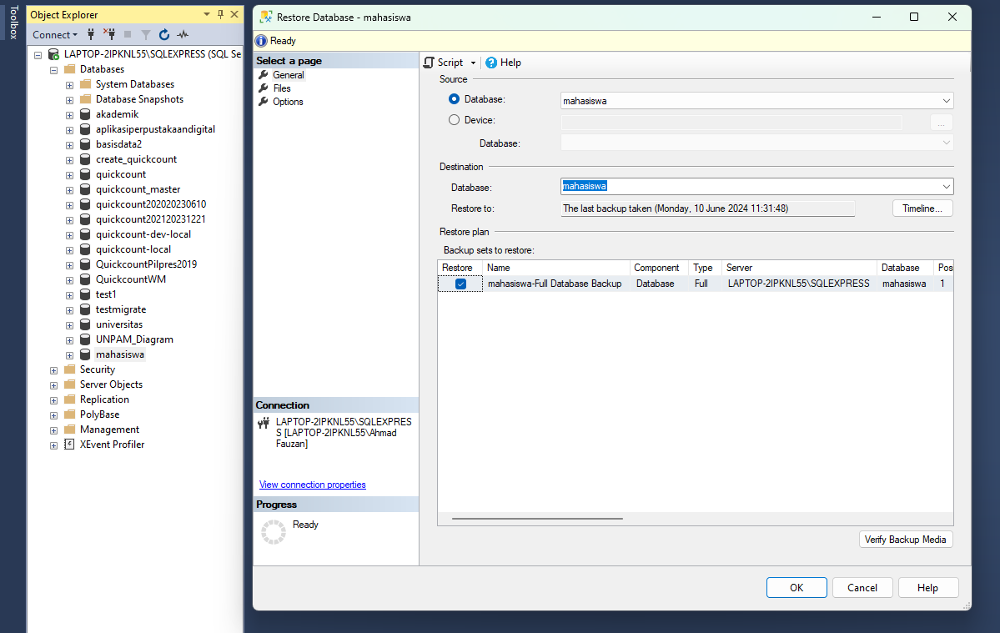 Toolbox
Object Explorer
Connect
LAPTOP-2IPKNL55\SQLEXPRESS (SQL Se
Databases
System Databases
Database Snapshots
akademik
aplikasiperpustakaandigital
basisdata2
create_quickcount
quickcount
quickcount_master
quickcount202020230610
quickcount202120231221
quickcount-dev-local
quickcount-local
QuickcountPilpres2019
QuickcountWM
test1
testmigrate
universitas
UNPAM_Diagram
mahasiswa
Security
Server Objects
Replication
PolyBase
Management
XEvent Profiler
Restore Database - mahasiswa
Ready
Select a page
General
Files
Options
Connection
LAPTOP-2IPKNL55\SQLEXPRES
S [LAPTOP-2IPKNL55\Ahmad
Fauzan]
View connection properties
Progress
Ready
Script
Help
Source
Database: mahasiswa
Device: ...
Database:
Destination
Database: mahasiswa
Restore to: The last backup taken (Monday, 10 June 2024 11:31:48) Timeline...
Restore plan
Backup sets to restore:
Restore Name Component Type Server Database Pos
mahasiswa-Full Database Backup Database Full LAPTOP-2IPKNL55\SQLEXPRESS mahasiswa 1
Verify Backup Media
OK Cancel Help